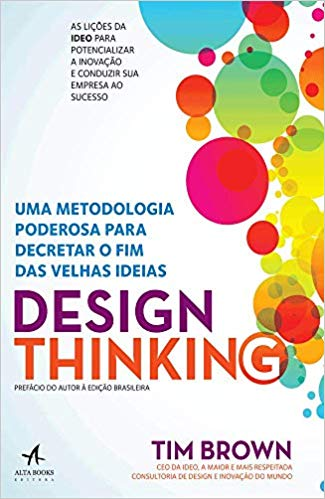 AS LIÇÕES DA
IDEO PARA
POTENCIALIZAR
A INOVAÇÃO
E CONDUZIR SUA
EMPRESA AO
SUCESSO
UMA METODOLOGIA
PODEROSA PARA
DECRETAR O FIM
DAS VELHAS IDEIAS
DESIGN
THINKING
PREFÁCIO DO AUTOR À EDIÇÃO BRASILEIRA
ALTA BOOKS
EDITORA
TIM BROWN
CEO DA IDEO, A MAIOR E MAIS RESPEITADA
CONSULTORIA DE DESIGN E INOVAÇÃO DO MUNDO